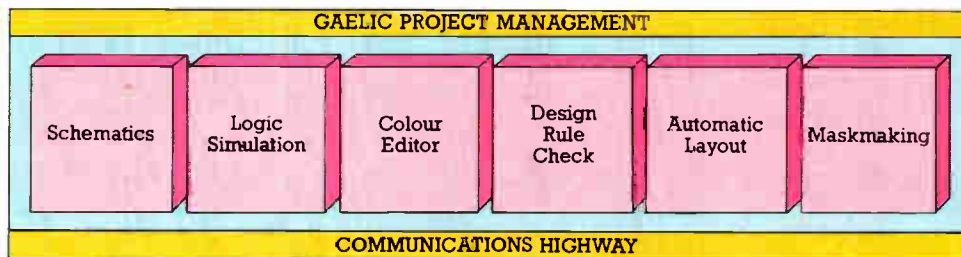 GAELIC PROJECT MANAGEMENT
Schematics
Logic
Simulation
Colour
Editor
Design
Rule
Check
Automatic
Layout
Maskmaking
COMMUNICATIONS HIGHWAY